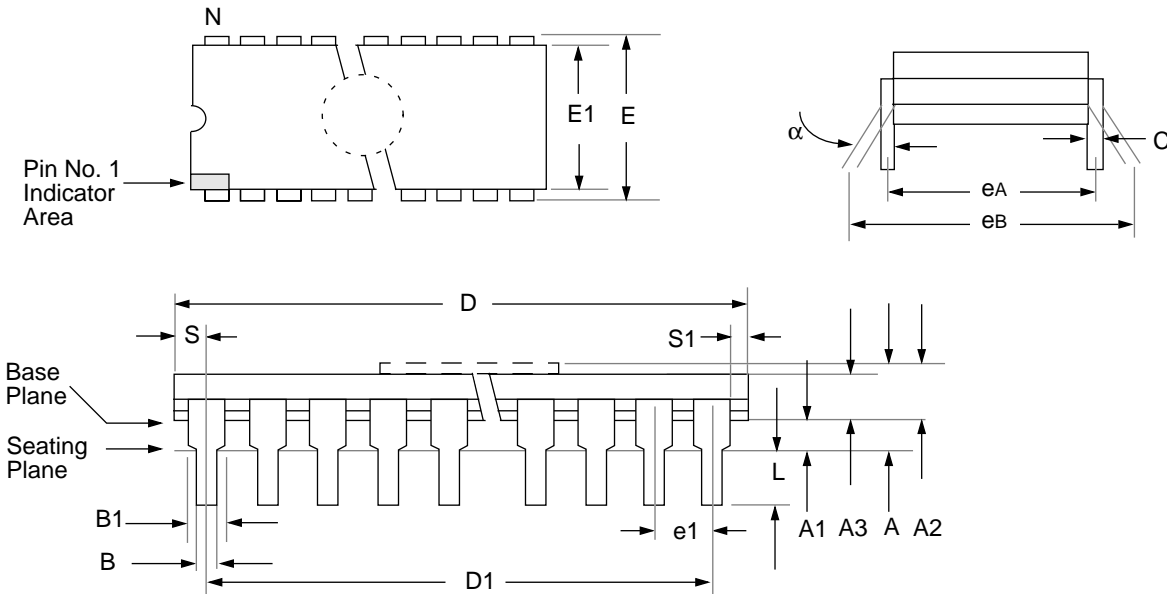 N
E1
E
Pin No. 1
Indicator
Area
α
C
eA
eB
D
S
S1
Base
Plane
Seating
Plane
L
B1
e1
A1
A3
A
A2
B
D1